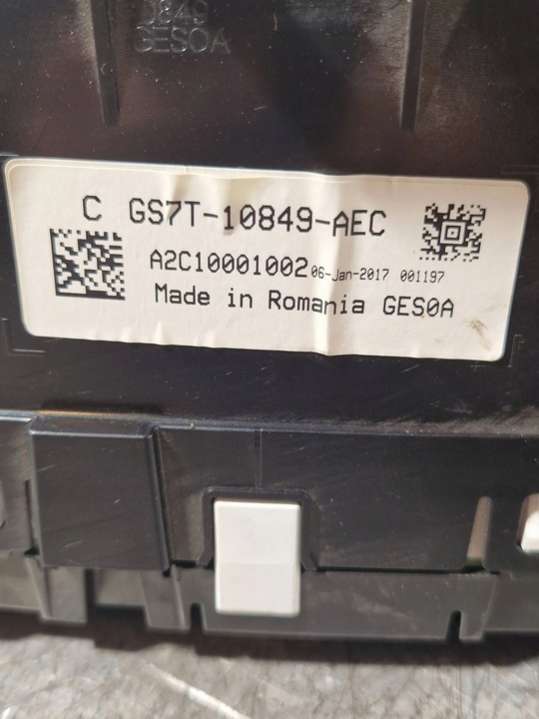 GES0A
C GS7T-10849-AEC
A2C10001002 06-Jan-2017 001197
Made in Romania GES0A